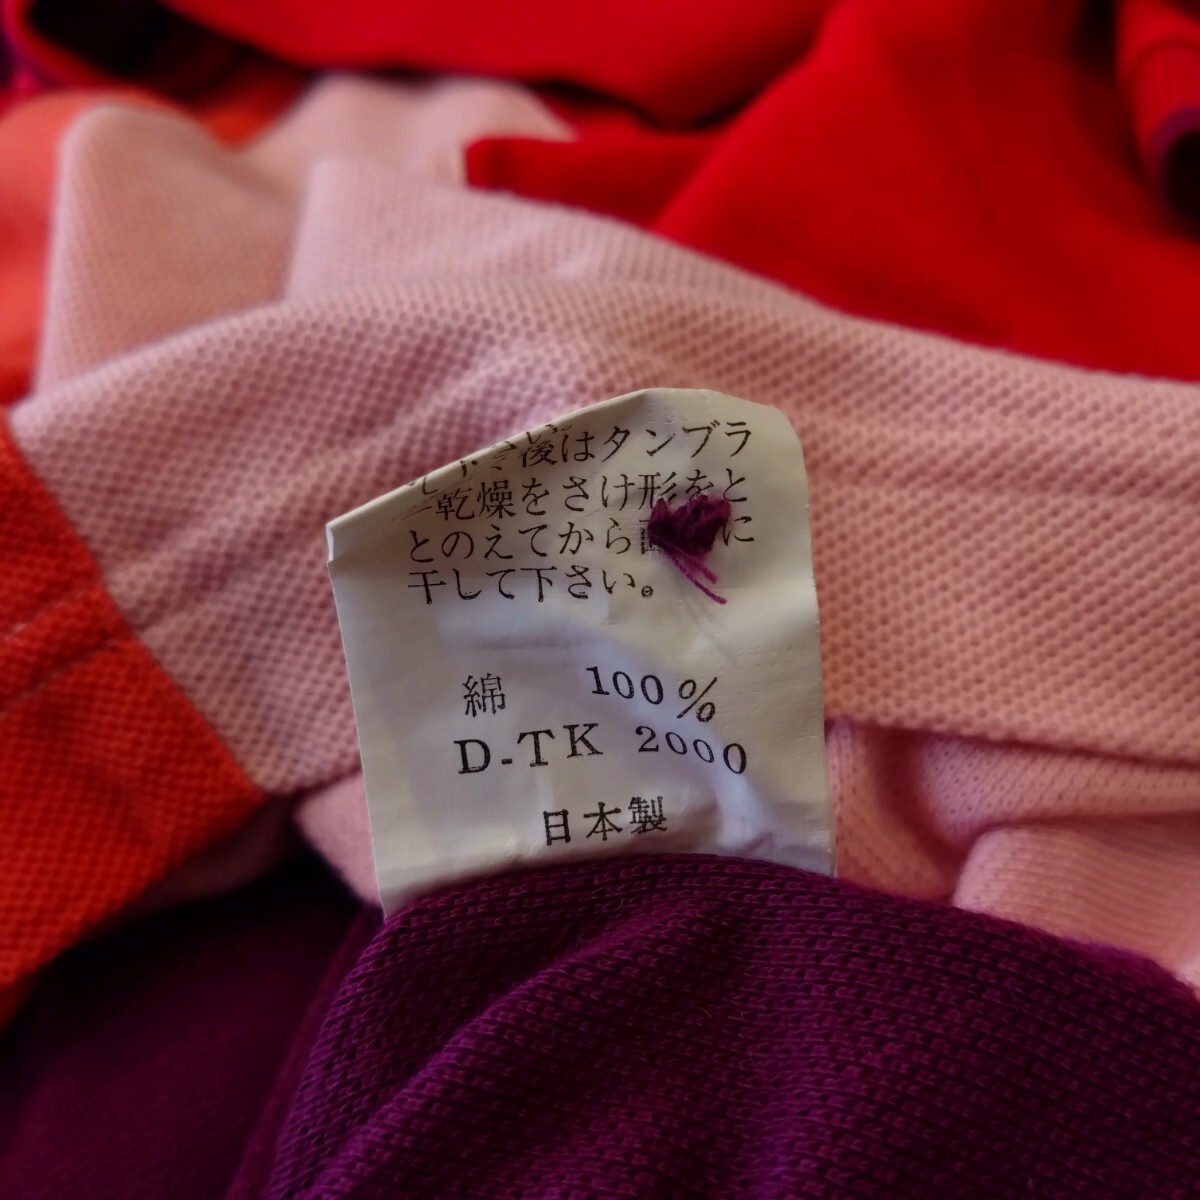 後はタンブラ
乾燥をさけ形をと
とのえてから に
干して下さい。
綿 100%
D-TK 2000
日本製